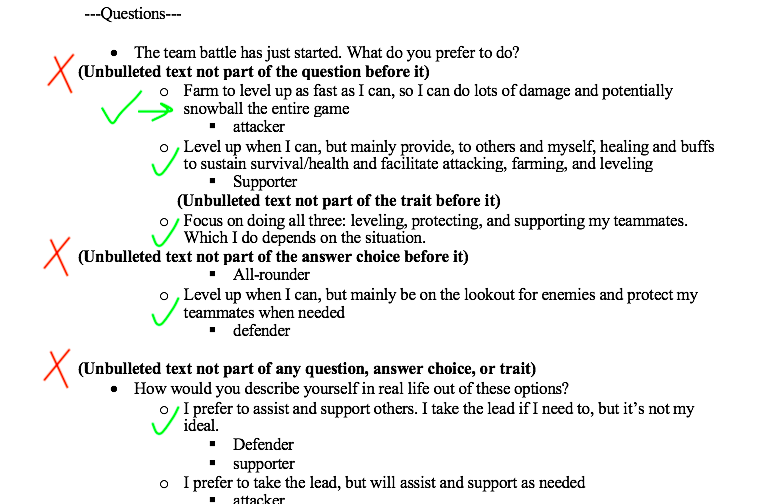 ---Questions---
• The team battle has just started. What do you prefer to do?
(Unbulleted text not part of the question before it)
o Farm to level up as fast as I can, so I can do lots of damage and potentially
snowball the entire game
▪ attacker
o Level up when I can, but mainly provide, to others and myself, healing and buffs
to sustain survival/health and facilitate attacking, farming, and leveling
▪ Supporter
(Unbulleted text not part of the trait before it)
o Focus on doing all three: leveling, protecting, and supporting my teammates.
Which I do depends on the situation.
(Unbulleted text not part of the answer choice before it)
▪ All-rounder
o Level up when I can, but mainly be on the lookout for enemies and protect my
teammates when needed
▪ defender
(Unbulleted text not part of any question, answer choice, or trait)
• How would you describe yourself in real life out of these options?
o I prefer to assist and support others. I take the lead if I need to, but it’s not my
ideal.
▪ Defender
▪ supporter
o I prefer to take the lead, but will assist and support as needed
▪ attacker